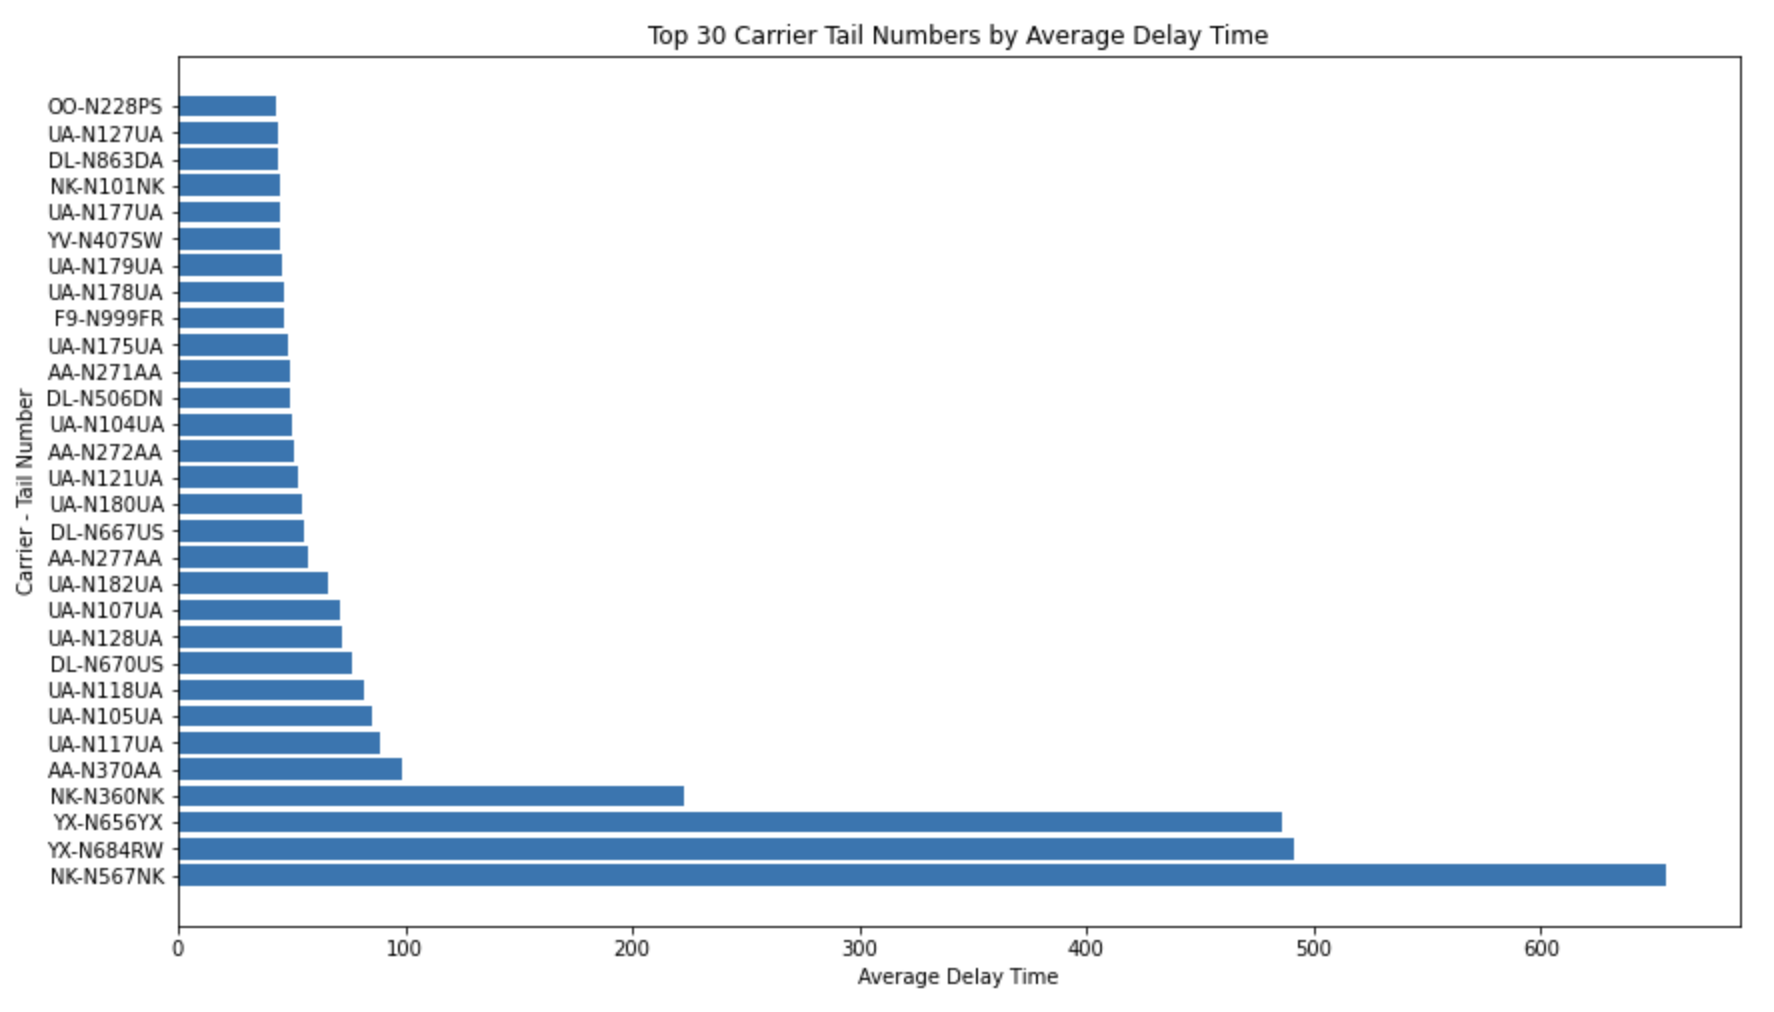 Top 30 Carrier Tail Numbers by Average Delay Time
Carrier - Tail Number
OO-N228PS
UA-N127UA
DL-N863DA
NK-N101NK
UA-N177UA
YV-N407SW
UA-N179UA
UA-N178UA
F9-N999FR
UA-N175UA
AA-N271AA
DL-N506DN
UA-N104UA
AA-N272AA
UA-N121UA
UA-N180UA
DL-N667US
AA-N277AA
UA-N182UA
UA-N107UA
UA-N128UA
DL-N670US
UA-N118UA
UA-N105UA
UA-N117UA
AA-N370AA
NK-N360NK
YX-N656YX
YX-N684RW
NK-N567NK
0 100 200 300 400 500 600
Average Delay Time